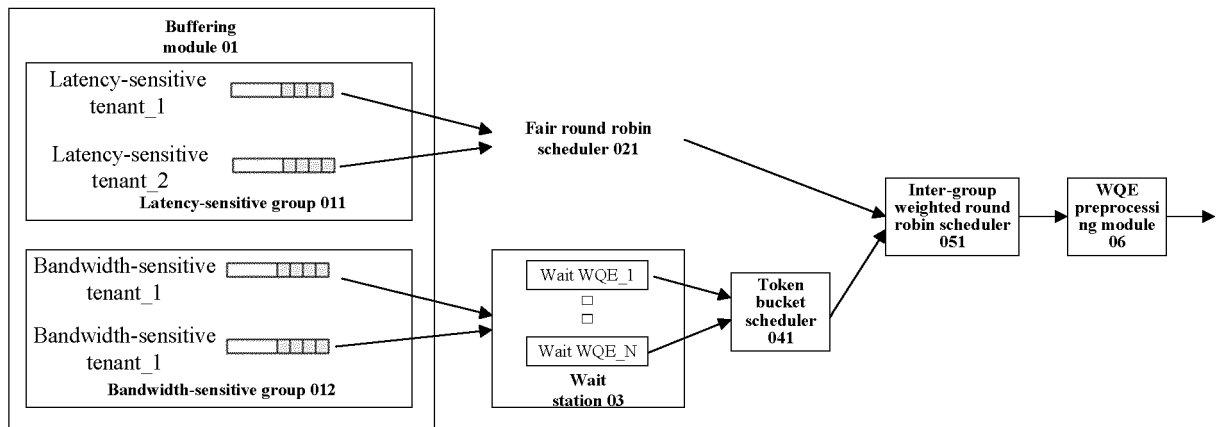 Buffering
module 01
Latency-sensitive
tenant_1
Latency-sensitive
tenant_2
Latency-sensitive group 011
Fair round robin
scheduler 021
Bandwidth-sensitive
tenant_1
Bandwidth-sensitive
tenant_1
Bandwidth-sensitive group 012
Wait WQE_1
Wait WQE_N
Wait
station 03
Token
bucket
scheduler
041
Inter-group
weighted round
robin scheduler
051
WQE
preprocessi
ng module
06